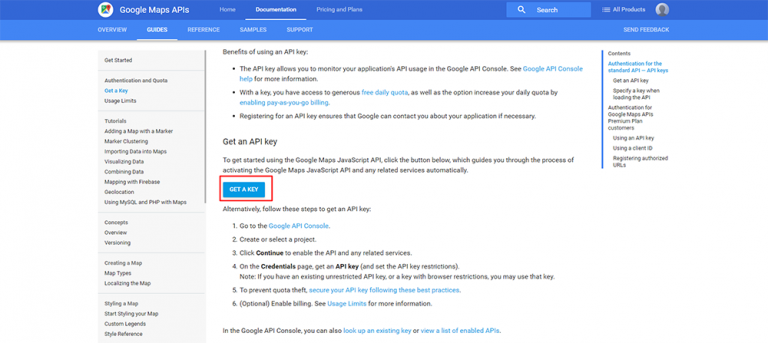 Google Maps APIs Home Documentation Pricing and Plans Search All Products
OVERVIEW GUIDES REFERENCE SAMPLES SUPPORT SEND FEEDBACK
Get Started
Authentication and Quota
Get a Key
Usage Limits
Tutorials
Adding a Map with a Marker
Marker Clustering
Importing Data into Maps
Visualizing Data
Combining Data
Mapping with Firebase
Geolocation
Using MySQL and PHP with Maps
Concepts
Overview
Versioning
Creating a Map
Map Types
Localizing the Map
Styling a Map
Start Styling your Map
Custom Legends
Style Reference
Benefits of using an API key:
• The API key allows you to monitor your application's API usage in the Google API Console. See Google API Console
help for more information.
• With a key, you have access to generous free daily quota, as well as the option increase your daily quota by
enabling pay-as-you-go billing.
• Registering for an API key ensures that Google can contact you about your application if necessary.
Get an API key
To get started using the Google Maps JavaScript API, click the button below, which guides you through the process of
activating the Google Maps JavaScript API and any related services automatically.
GET A KEY
Alternatively, follow these steps to get an API key:
1. Go to the Google API Console.
2. Create or select a project.
3. Click Continue to enable the API and any related services.
4. On the Credentials page, get an API key (and set the API key restrictions).
Note: If you have an existing unrestricted API key, or a key with browser restrictions, you may use that key.
5. To prevent quota theft, secure your API key following these best practices.
6. (Optional) Enable billing. See Usage Limits for more information.
In the Google API Console, you can also look up an existing key or view a list of enabled APIs.
Contents
Authentication for the
standard API — API keys
Get an API key
Specify a key when
loading the API
Authentication for
Google Maps APIs
Premium Plan
customers
Using an API key
Using a client ID
Registering authorized
URLs